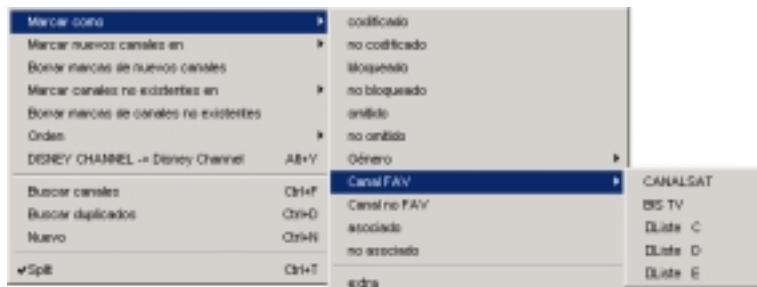 Marcar como
Marcar nuevos canales en
Borrar marcas de nuevos canales
Marcar canales no existentes en
Borrar marcas de canales no existentes
Orden
DISNEY CHANNEL -> Disney Channel Alt+V
Buscar canales Ctrl+F
Buscar duplicados Ctrl+D
Nuevo Ctrl+N
Split Ctrl+T
codificado
no codificado
bloqueado
no bloqueado
omitido
no omitido
Género
Canal FAV
Canal no FAV
asociado
no asociado
extra
CANALSAT
BIS TV
DListe C
DListe D
DListe E